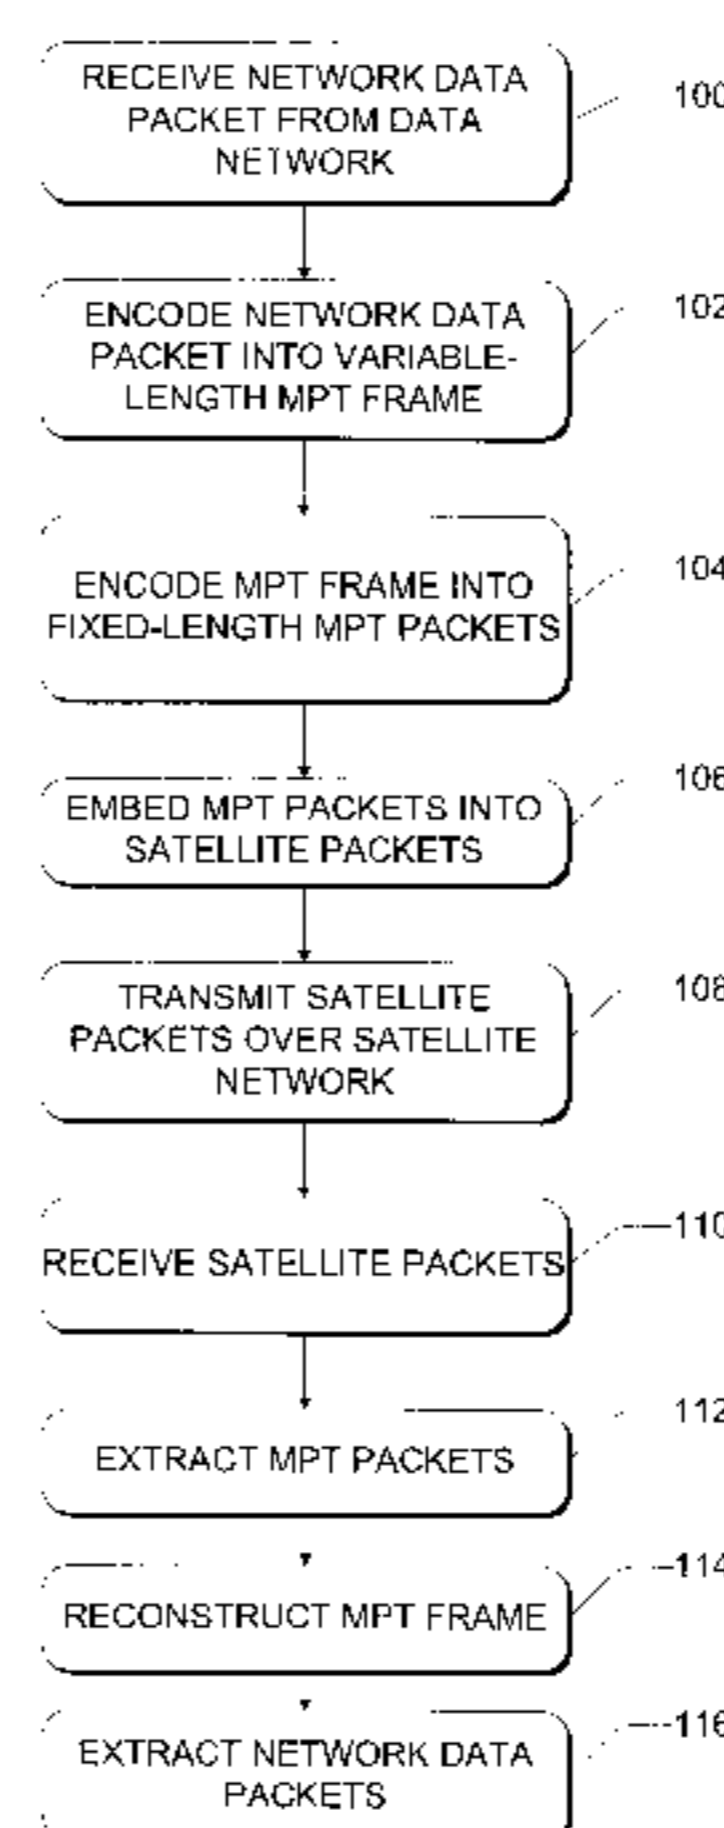 RECEIVE NETWORK DATA
PACKET FROM DATA
NETWORK
100
ENCODE NETWORK DATA
PACKET INTO VARIABLE-
LENGTH MPT FRAME
102
ENCODE MPT FRAME INTO
FIXED-LENGTH MPT PACKETS
104
EMBED MPT PACKETS INTO
SATELLITE PACKETS
106
TRANSMIT SATELLITE
PACKETS OVER SATELLITE
NETWORK
108
RECEIVE SATELLITE PACKETS
110
EXTRACT MPT PACKETS
112
RECONSTRUCT MPT FRAME
114
EXTRACT NETWORK DATA
PACKETS
116